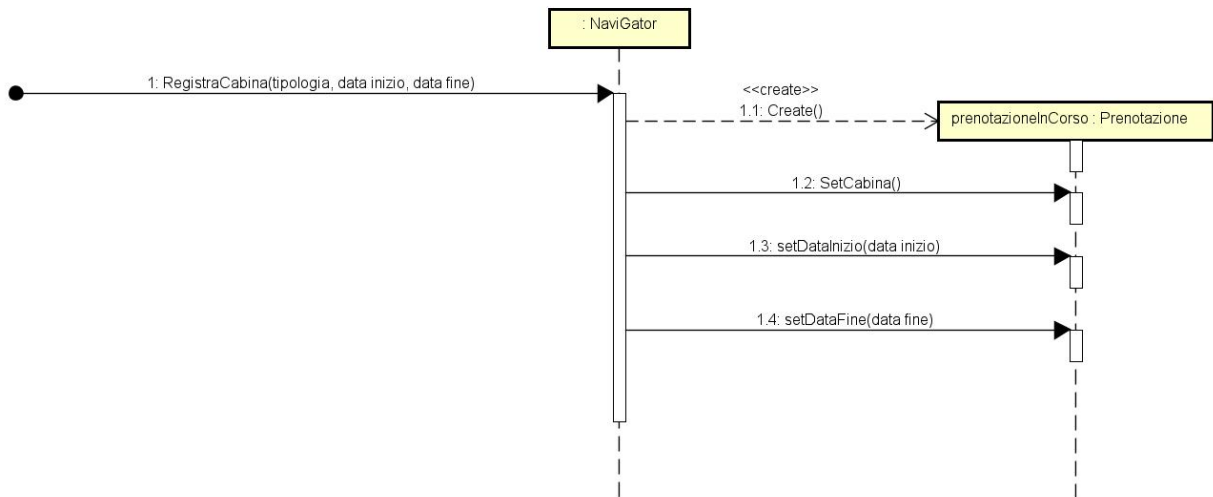 : NaviGator
1: RegistraCabina(tipologia, data inizio, data fine)
<<create>>
1.1: Create()
prenotazioneInCorso : Prenotazione
1.2: SetCabina()
1.3: setDataInizio(data inizio)
1.4: setDataFine(data fine)